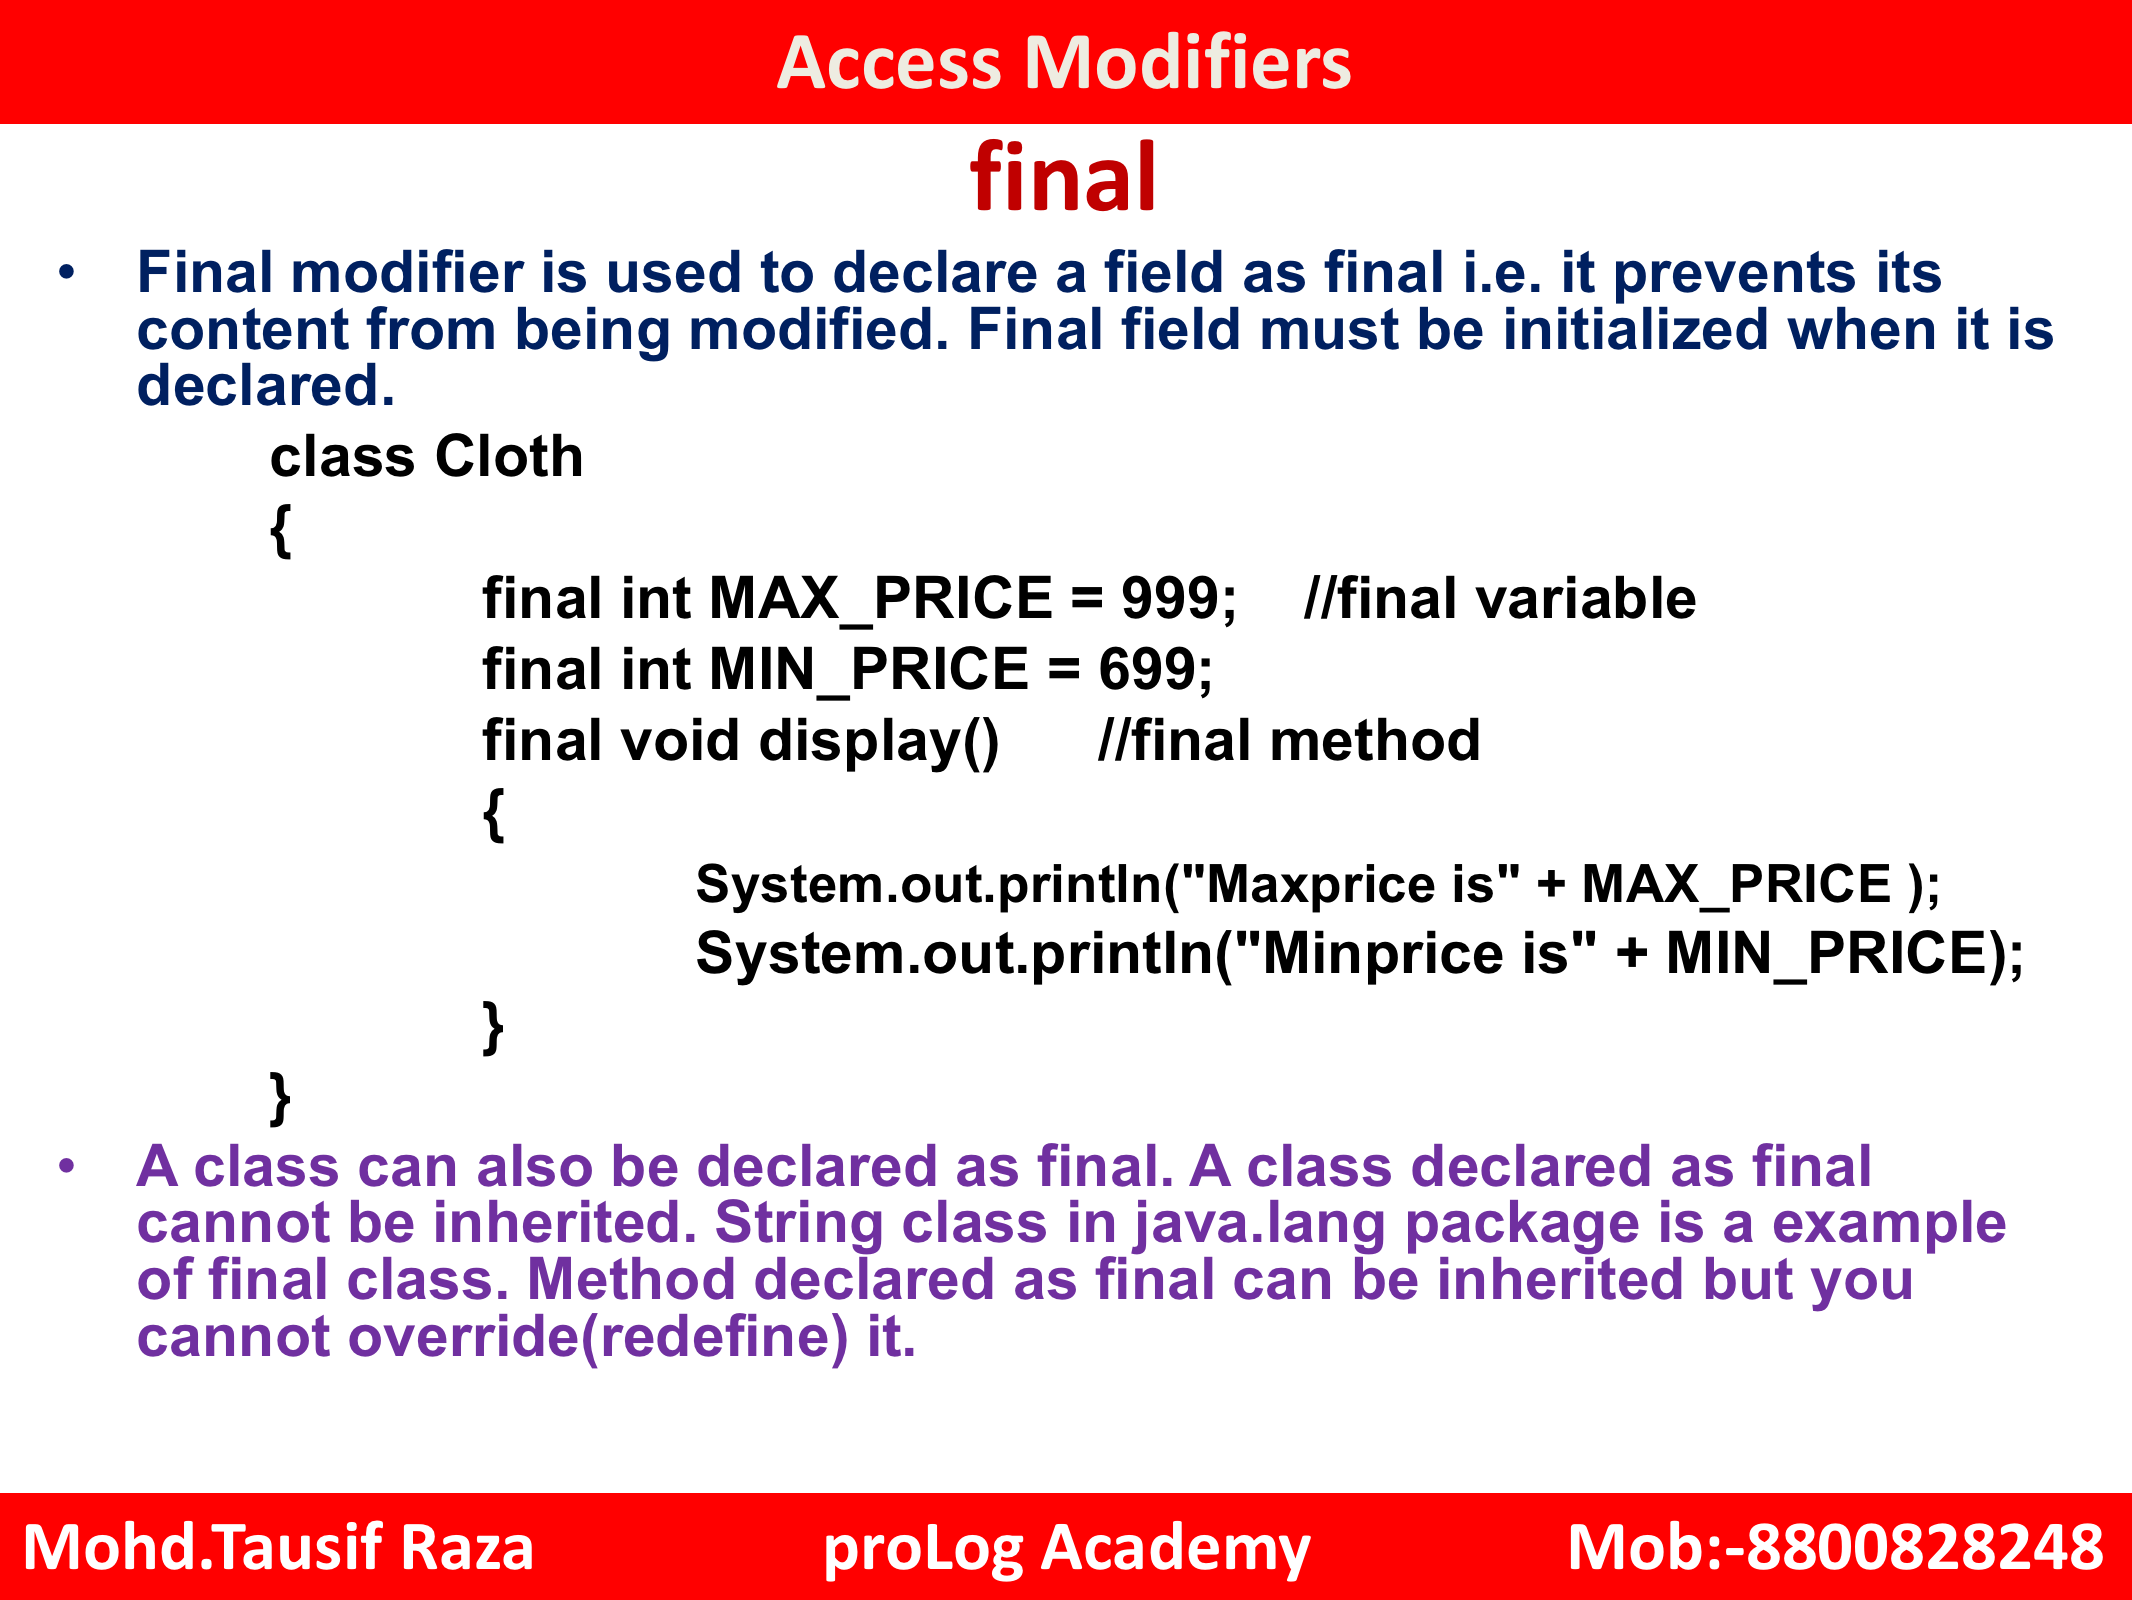 Access Modifiers
final
• Final modifier is used to declare a field as final i.e. it prevents its
content from being modified. Final field must be initialized when it is
declared.
class Cloth
{
final int MAX_PRICE = 999; //final variable
final int MIN_PRICE = 699;
final void display() //final method
{
System.out.println("Maxprice is" + MAX_PRICE );
System.out.println("Minprice is" + MIN_PRICE);
}
}
• A class can also be declared as final. A class declared as final
cannot be inherited. String class in java.lang package is a example
of final class. Method declared as final can be inherited but you
cannot override(redefine) it.
Mohd.Tausif Raza proLog Academy Mob:-8800828248